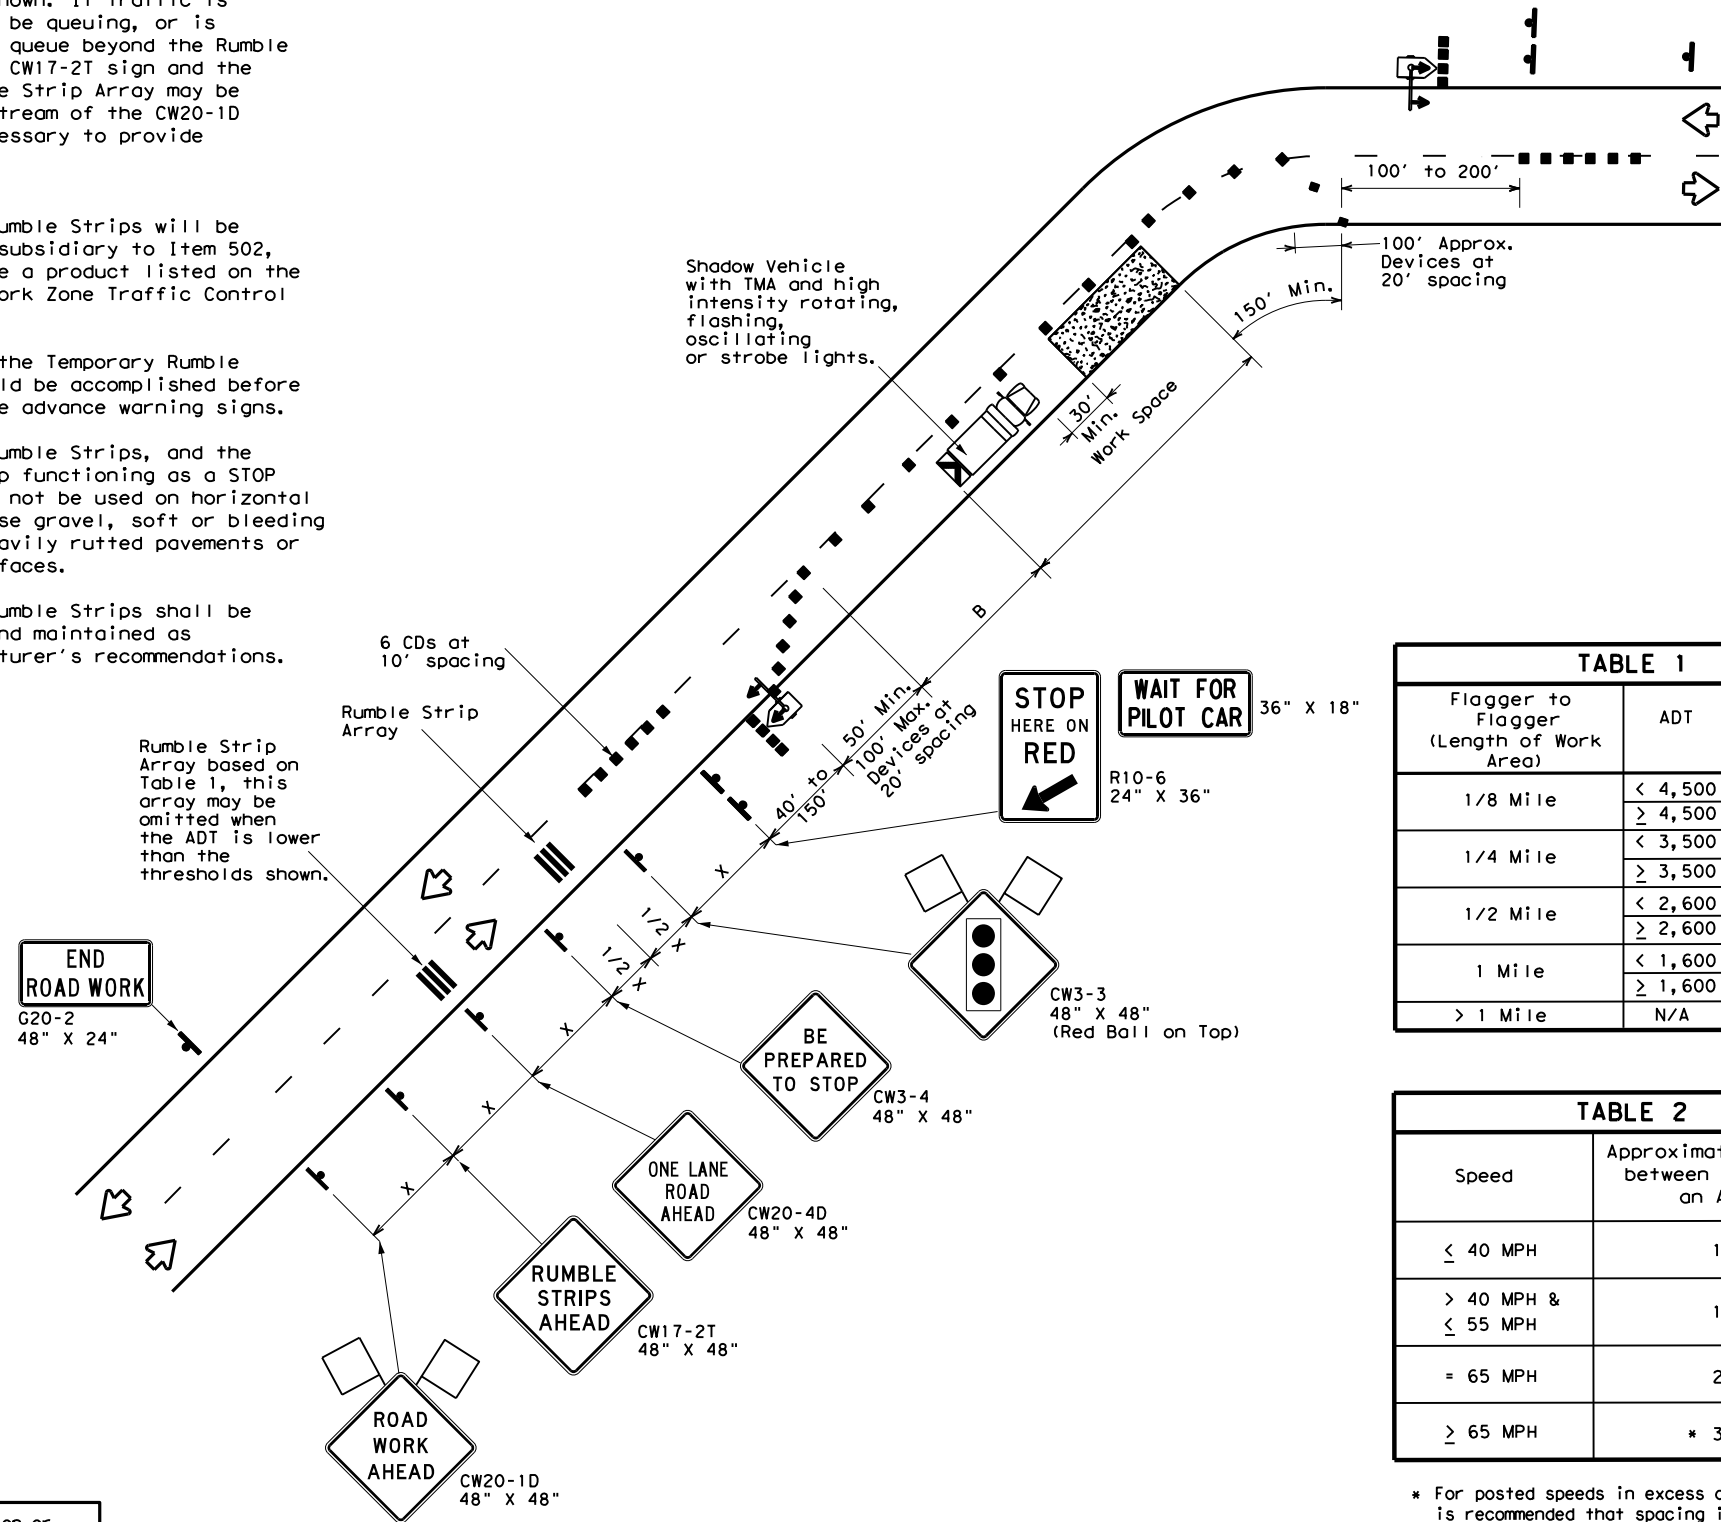 be queuing, or is
queue beyond the Rumble
CW17-2T sign and the
Strip Array may be
of the CW20-1D
to provide
Rumble Strips will be
subsidiary to Item 502,
a product listed on the
Zone Traffic Control
the Temporary Rumble
be accomplished before
advance warning signs.
Rumble Strips, and the
functioning as a STOP
not be used on horizontal
gravel, soft or bleeding
rutted pavements or
Rumble Strips shall be
and maintained as
recommendations.
Shadow Vehicle
with TMA and high
intensity rotating,
flashing,
oscillating
or strobe lights.
100' to 200'
100' Approx.
Devices at
20' spacing
150' Min.
30'
Min.
Work Space
B
50' Min.
100' Max.
Devices at
20' spacing
40' to
150'
X
1/2 X
1/2 X
X
X
X
6 CDs at
10' spacing
Rumble Strip
Array
Rumble Strip
Array based on
Table 1, this
array may be
omitted when
the ADT is lower
than the
thresholds shown.
END
ROAD WORK
G20-2
48" X 24"
STOP
HERE ON
RED
R10-6
24" X 36"
WAIT FOR
PILOT CAR
36" X 18"
CW3-3
48" X 48"
(Red Ball on Top)
BE
PREPARED
TO STOP
CW3-4
48" X 48"
ONE LANE
ROAD
AHEAD
CW20-4D
48" X 48"
RUMBLE
STRIPS
AHEAD
CW17-2T
48" X 48"
ROAD
WORK
AHEAD
CW20-1D
48" X 48"
TABLE 1
Flagger to
Flagger
(Length of Work
Area)
ADT
1/8 Mile
< 4,500
≥ 4,500
1/4 Mile
< 3,500
≥ 3,500
1/2 Mile
< 2,600
≥ 2,600
1 Mile
< 1,600
≥ 1,600
> 1 Mile N/A
TABLE 2
Speed
between
an
≤ 40 MPH
> 40 MPH &
≤ 55 MPH
= 65 MPH
≥ 65 MPH
* 3
* For posted speeds in excess
is recommended that spacing